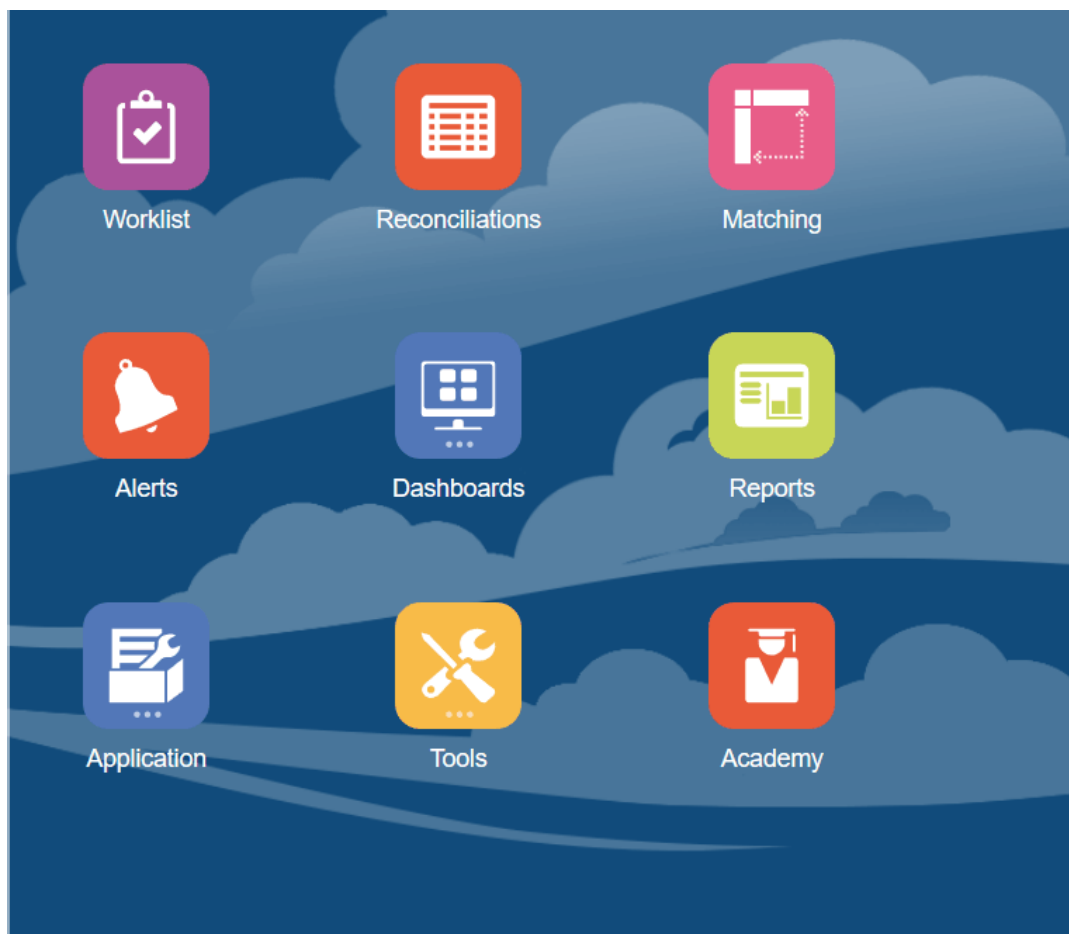 Worklist
Reconciliations
Matching
Alerts
Dashboards
Reports
Application
Tools
Academy